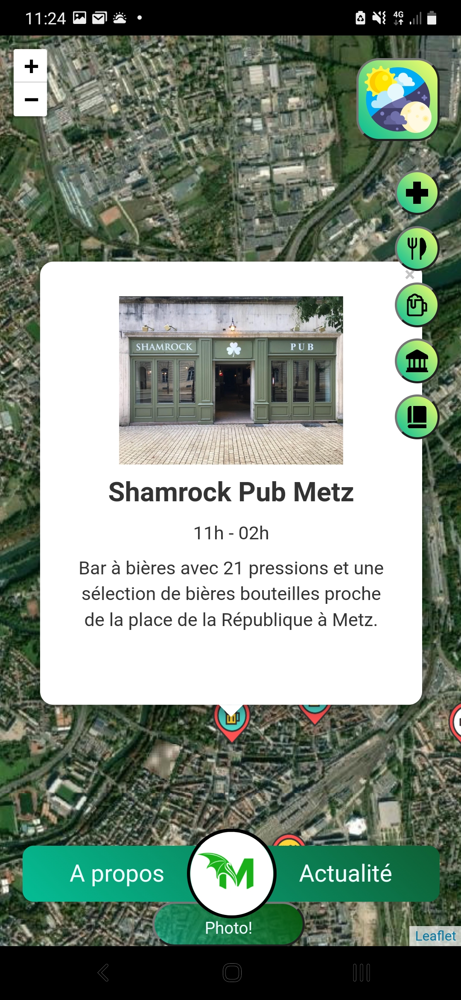 11:24
4G
+
−
×
SHAMROCK PUB
Shamrock Pub Metz
11h - 02h
Bar à bières avec 21 pressions et une
sélection de bières bouteilles proche
de la place de la République à Metz.
A propos
M
Actualité
Photo!
Leaflet